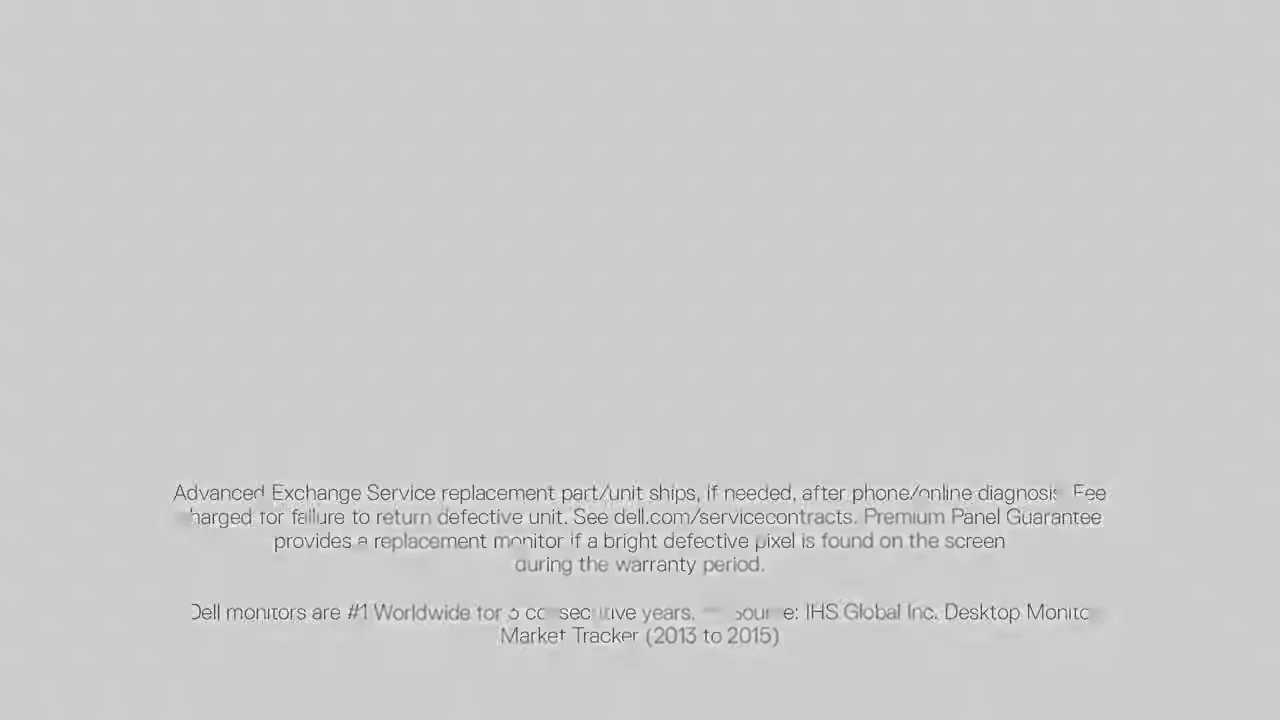 Advanced Exchange Service replacement part/unit ships, if needed, after phone/online diagnosis. Fee
charged for failure to return defective unit. See dell.com/servicecontracts. Premium Panel Guarantee
provides a replacement monitor if a bright defective pixel is found on the screen
during the warranty period.
Dell monitors are #1 Worldwide for consecutive years. Source: IHS Global Inc. Desktop Monitor
Market Tracker (2013 to 2015)